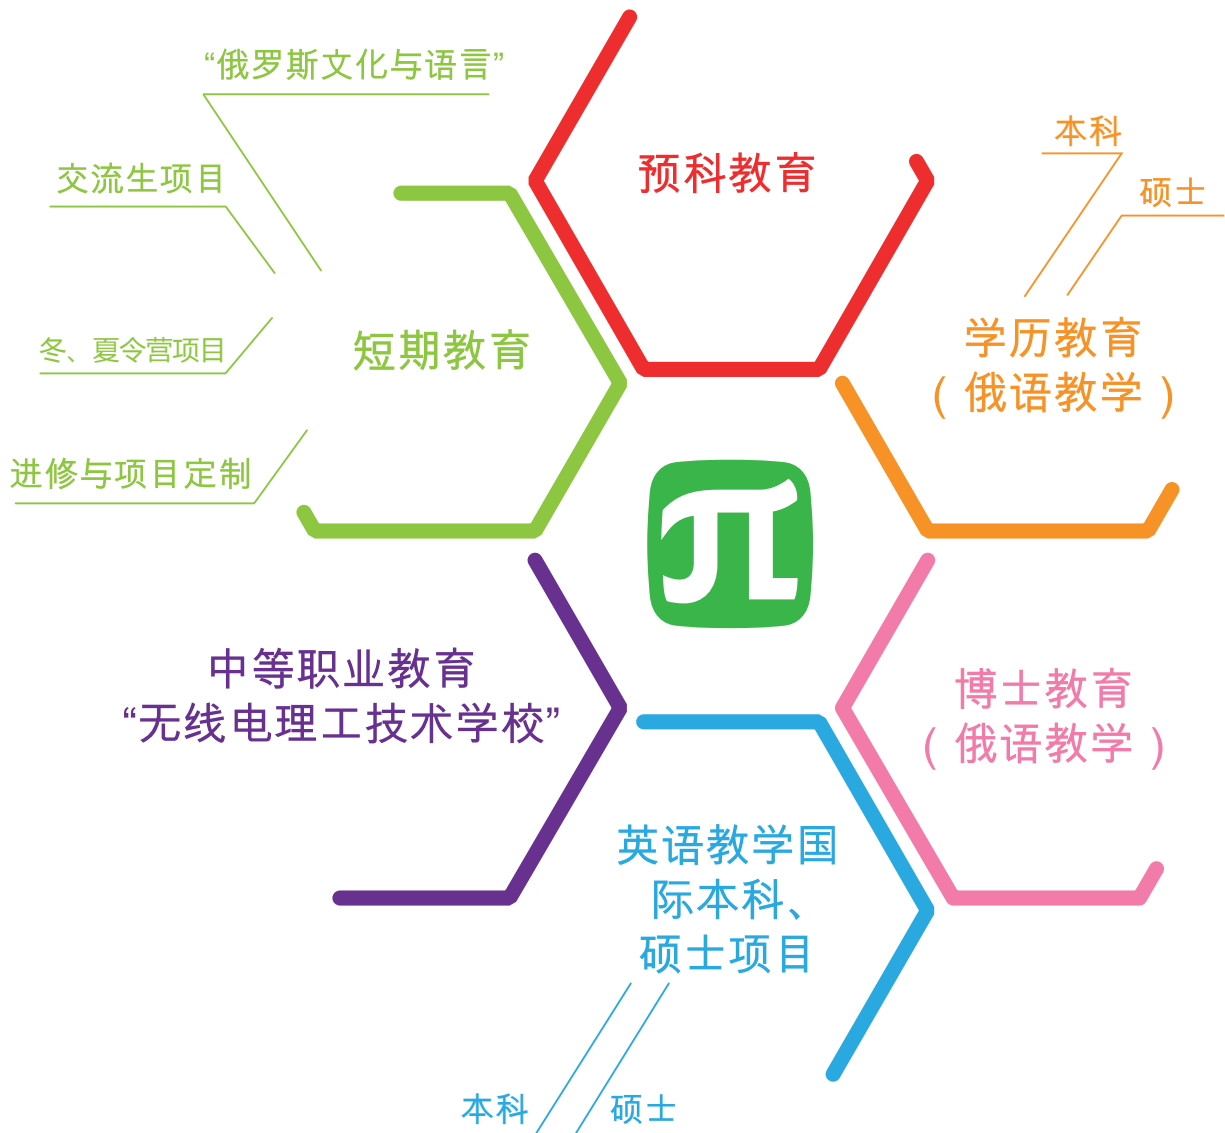 “俄罗斯文化与语言”
交流生项目
冬、夏令营项目
进修与项目定制
短期教育
预科教育
本科
硕士
学历教育
（俄语教学）
中等职业教育
“无线电理工技术学校”
博士教育
（俄语教学）
英语教学国
际本科、
硕士项目
本科
硕士